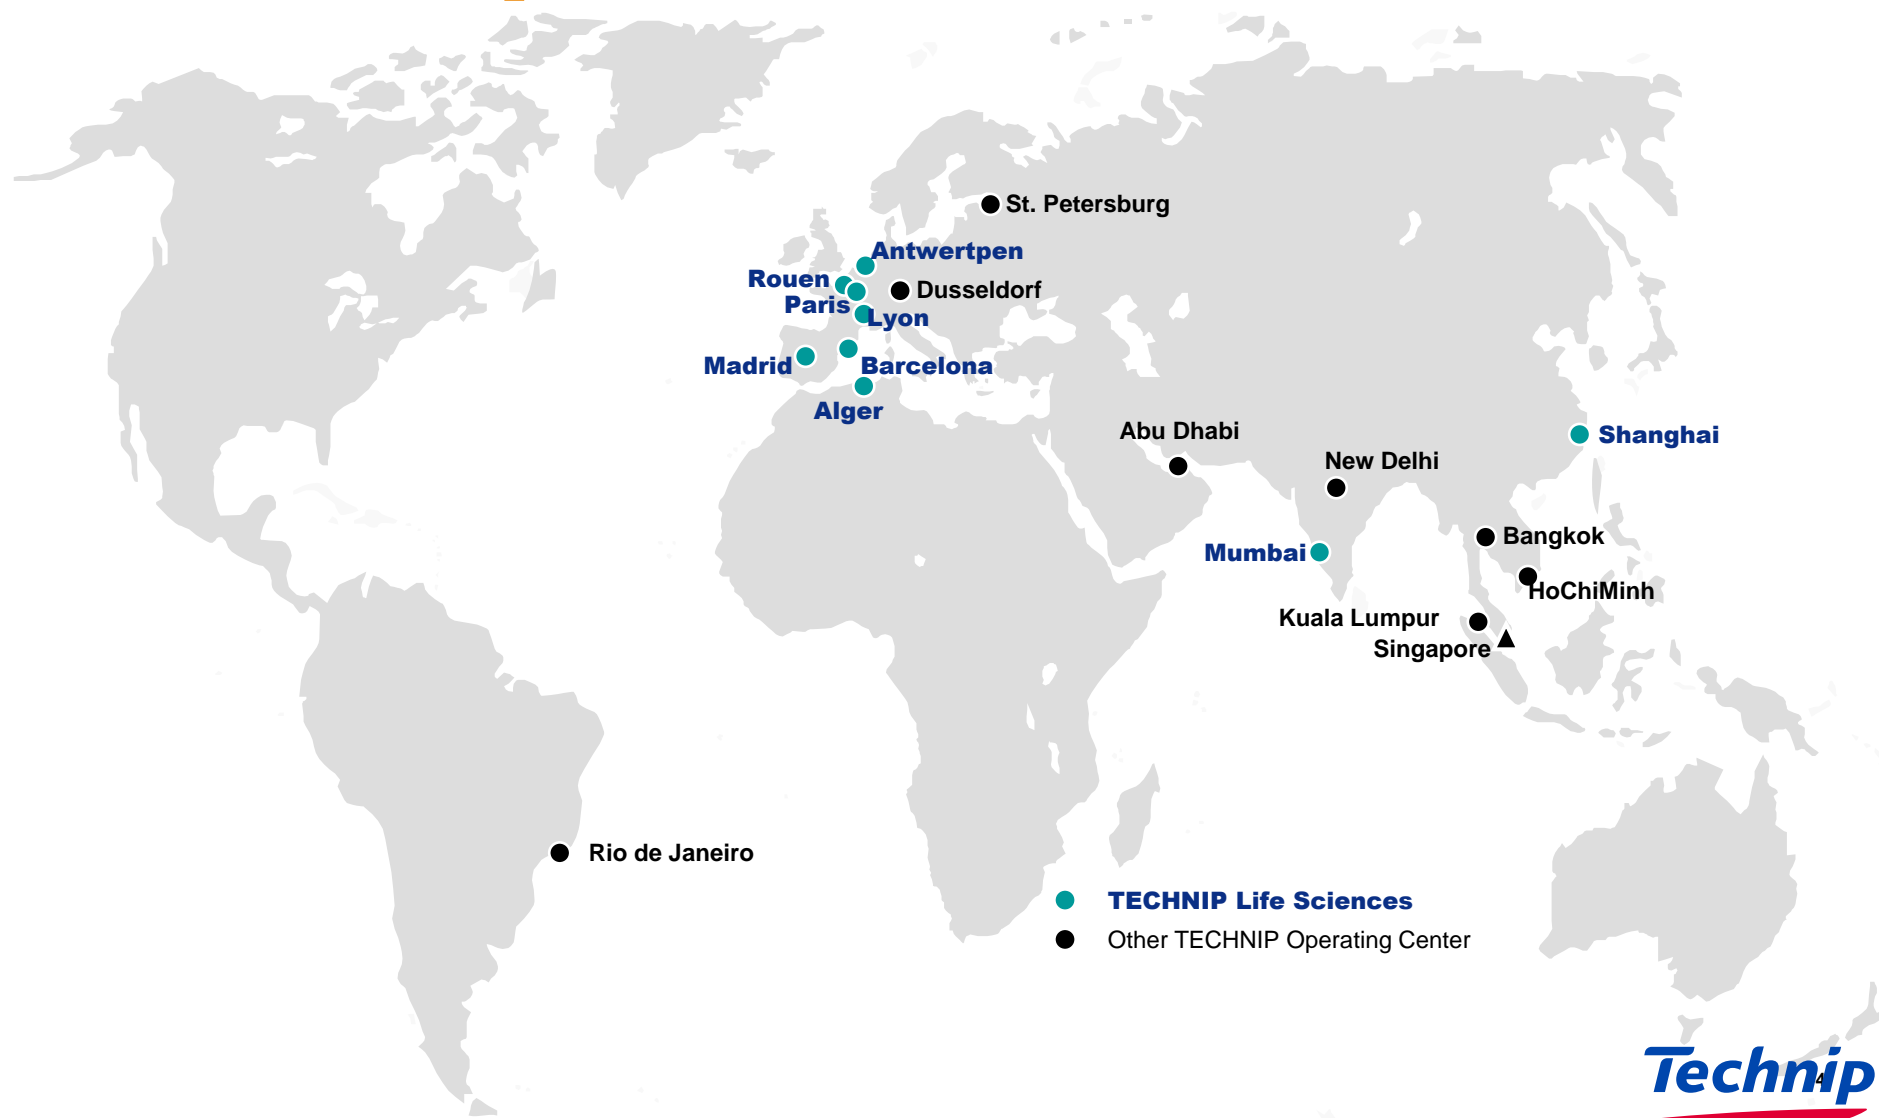 St. Petersburg
Antwertpen
Rouen
Dusseldorf
Paris
Lyon
Madrid
Barcelona
Alger
Abu Dhabi
Shanghai
New Delhi
Bangkok
Mumbai
HoChiMinh
Kuala Lumpur
Singapore
Rio de Janeiro
TECHNIP Life Sciences
Other TECHNIP Operating Center
Technip
4